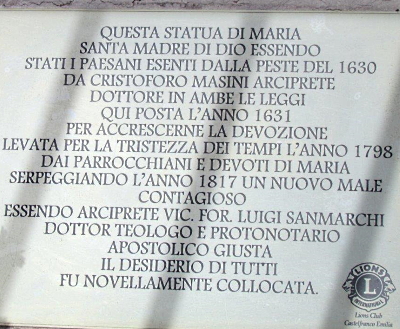 QUESTA STATUA DI MARIA
SANTA MADRE DI DIO ESSENDO
STATI I PAESANI ESENTI DALLA PESTE DEL 1630
DA CRISTOFORO MASINI ARCIPRETE
DOTTORE IN AMBE LE LEGGI
QUI POSTA L'ANNO 1631
PER ACCRESCERNE LA DEVOZIONE
LEVATA PER LA TRISTEZZA DEI TEMPI L'ANNO 1798
DAI PARROCCHIANI E DEVOTI DI MARIA
SERPEGGIANDO L'ANNO 1817 UN NUOVO MALE
CONTAGIOSO
ESSENDO ARCIPRETE VIC. FOR. LUIGI SANMARCHI
DOTTOR TEOLOGO E PROTONOTARIO
APOSTOLICO GIUSTA
IL DESIDERIO DI TUTTI
FU NOVELLAMENTE COLLOCATA.
LIONS
L
INTERNATIONAL
Lions Club
Castelfranco Emilia